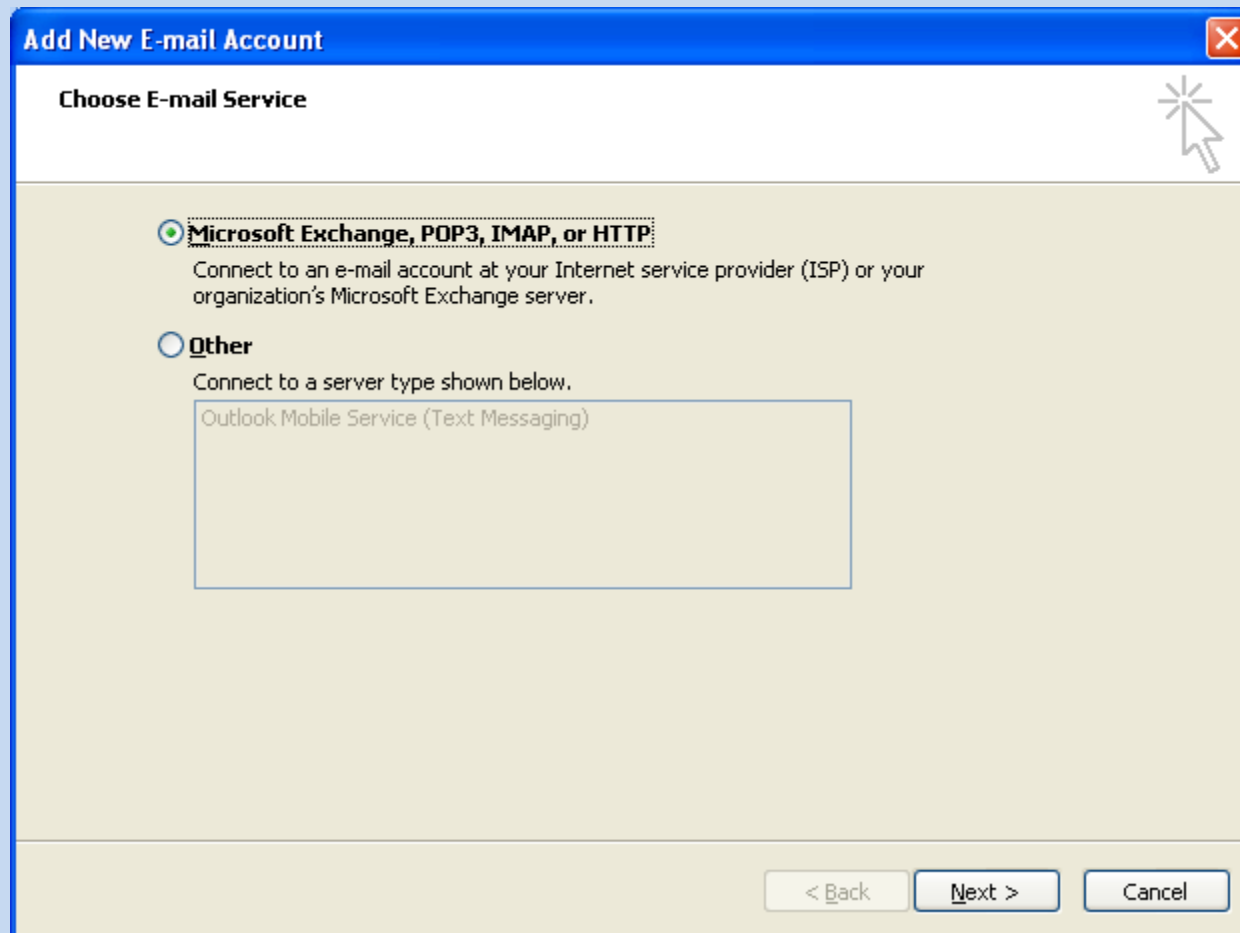 Add New E-mail Account
Choose E-mail Service
Microsoft Exchange, POP3, IMAP, or HTTP
Connect to an e-mail account at your Internet service provider (ISP) or your
organization's Microsoft Exchange server.
Other
Connect to a server type shown below.
Outlook Mobile Service (Text Messaging)
< Back
Next >
Cancel